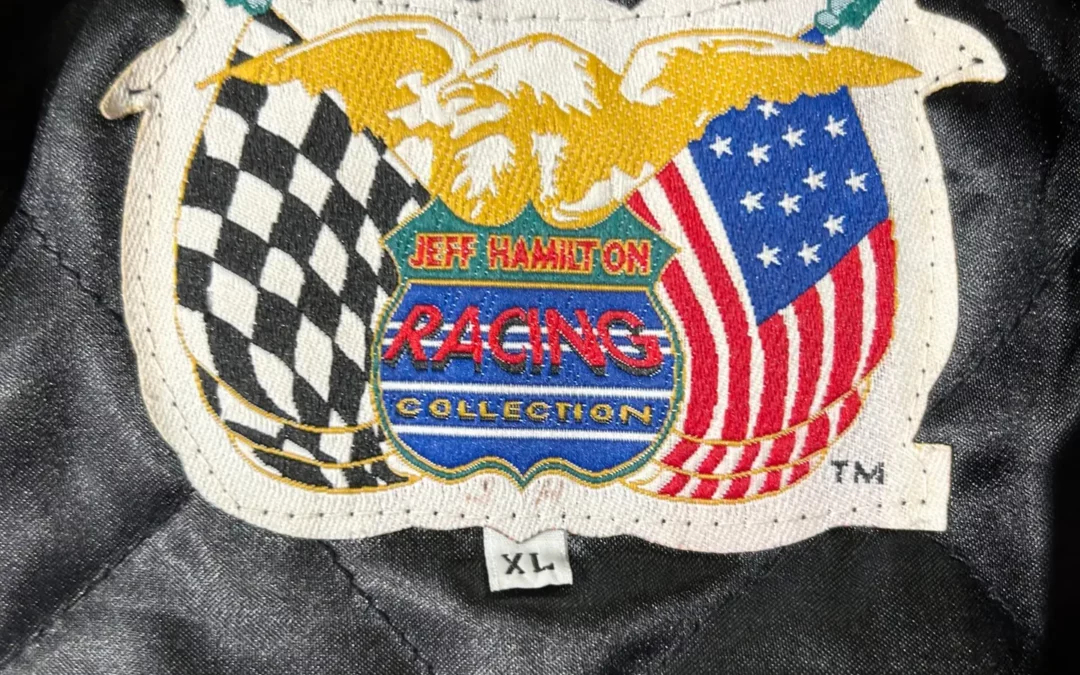 JEFF HAMILTON
RACING
COLLECTION
TM
XL